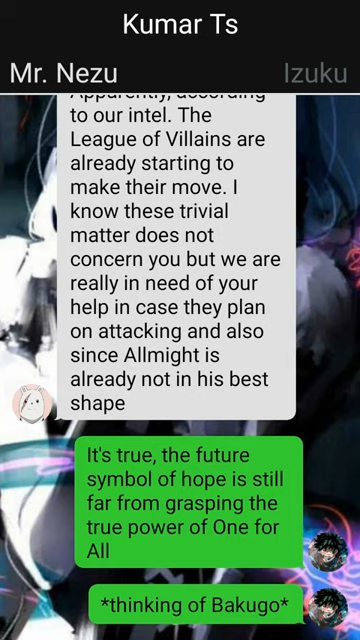 Kumar Ts
Mr. Nezu
Izuku
Apparently, according
to our intel. The
League of Villains are
already starting to
make their move. I
know these trivial
matter does not
concern you but we are
really in need of your
help in case they plan
on attacking and also
since Allmight is
already not in his best
shape
It's true, the future
symbol of hope is still
far from grasping the
true power of One for
All
*thinking of Bakugo*